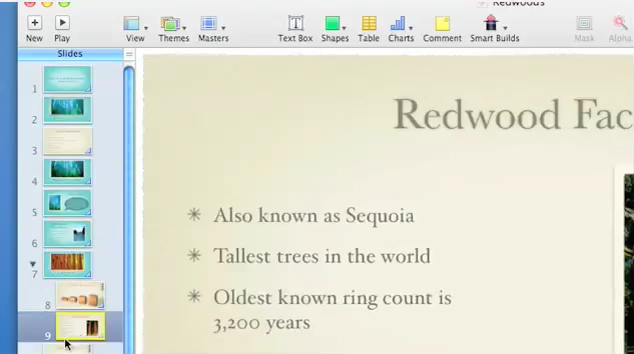 Redwoods
New Play View Themes Masters Text Box Shapes Table Charts Comment Smart Builds Mask Alpha
Slides
1
2
3
4
5
6
7
8
9
Redwood Fac
Also known as Sequoia
Tallest trees in the world
Oldest known ring count is
3,200 years